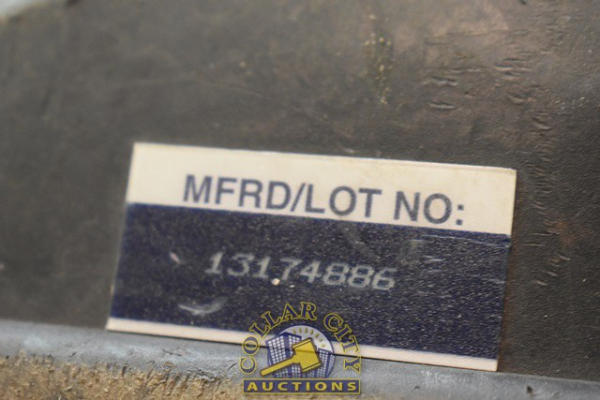 MFRD/LOT NO:
13174886
COLLAR CITY
AUCTIONS